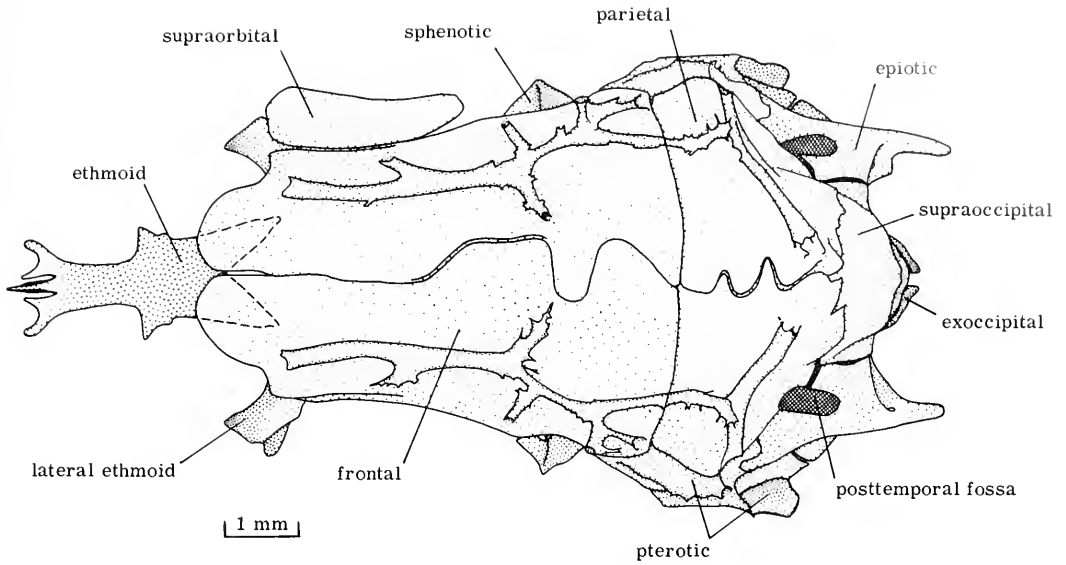 parietal
supraorbital
sphenotic
epiotic
ethmoid
supraoccipital
exoccipital
lateral ethmoid
frontal
posttemporal fossa
1 mm
pterotic